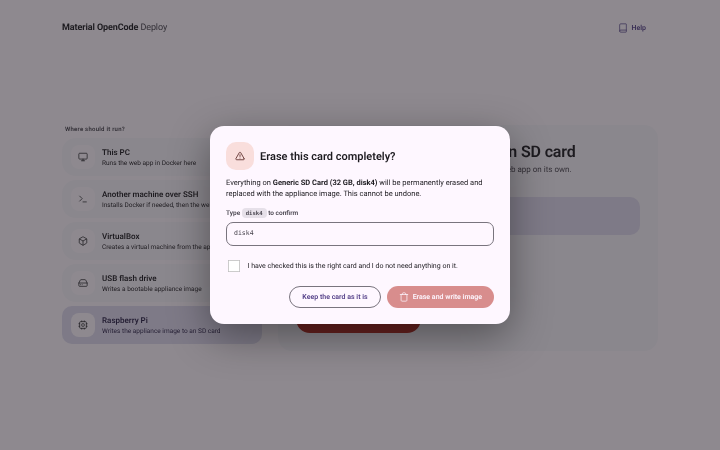 Material OpenCode Deploy
Help
Where should it run?
This PC
Runs the web app in Docker here
Another machine over SSH
Installs Docker if needed, then the we
VirtualBox
Creates a virtual machine from the ap
USB flash drive
Writes a bootable appliance image
Raspberry Pi
Writes the appliance image to an SD card
n SD card
b app on its own.
Erase this card completely?
Everything on Generic SD Card (32 GB, disk4) will be permanently erased and
replaced with the appliance image. This cannot be undone.
Type disk4 to confirm
disk4
I have checked this is the right card and I do not need anything on it.
Keep the card as it is
Erase and write image